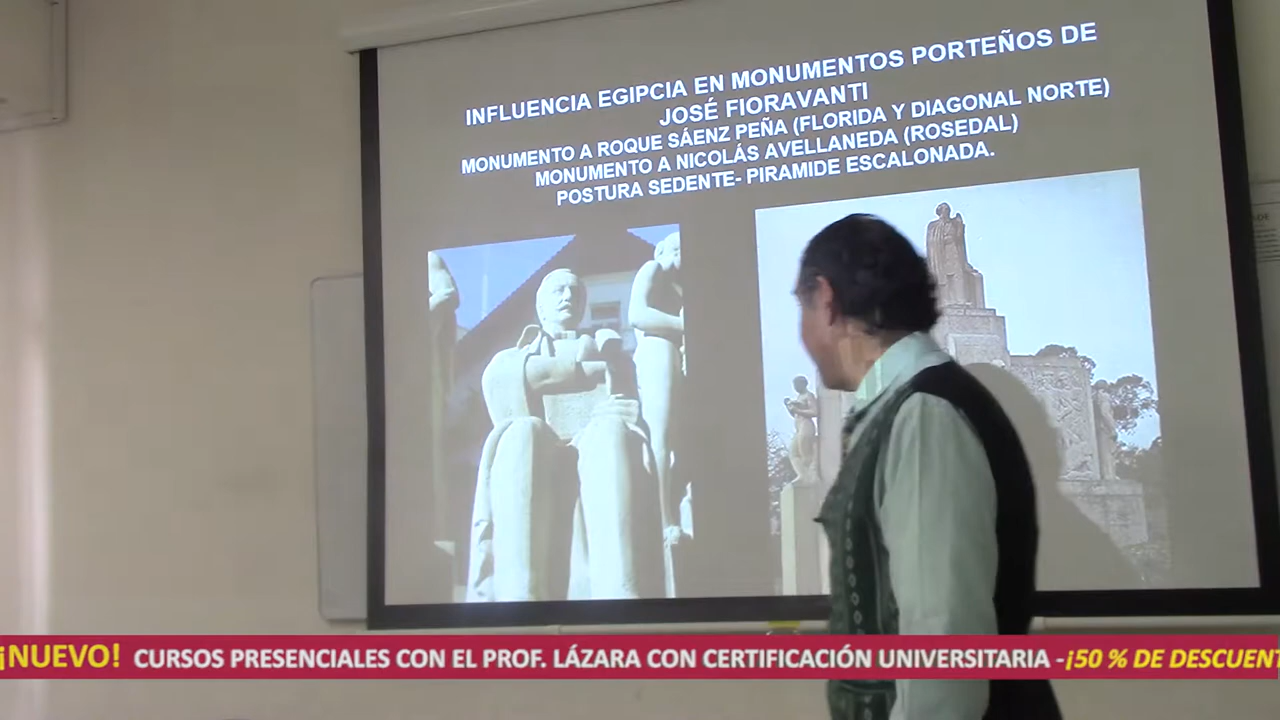 INFLUENCIA EGIPCIA EN MONUMENTOS PORTEÑOS DE
JOSÉ FIORAVANTI
MONUMENTO A ROQUE SÁENZ PEÑA (FLORIDA Y DIAGONAL NORTE)
MONUMENTO A NICOLÁS AVELLANEDA (ROSEDAL)
POSTURA SEDENTE- PIRAMIDE ESCALONADA.
¡NUEVO! CURSOS PRESENCIALES CON EL PROF. LÁZARA CON CERTIFICACIÓN UNIVERSITARIA -¡50 % DE DESCUENT